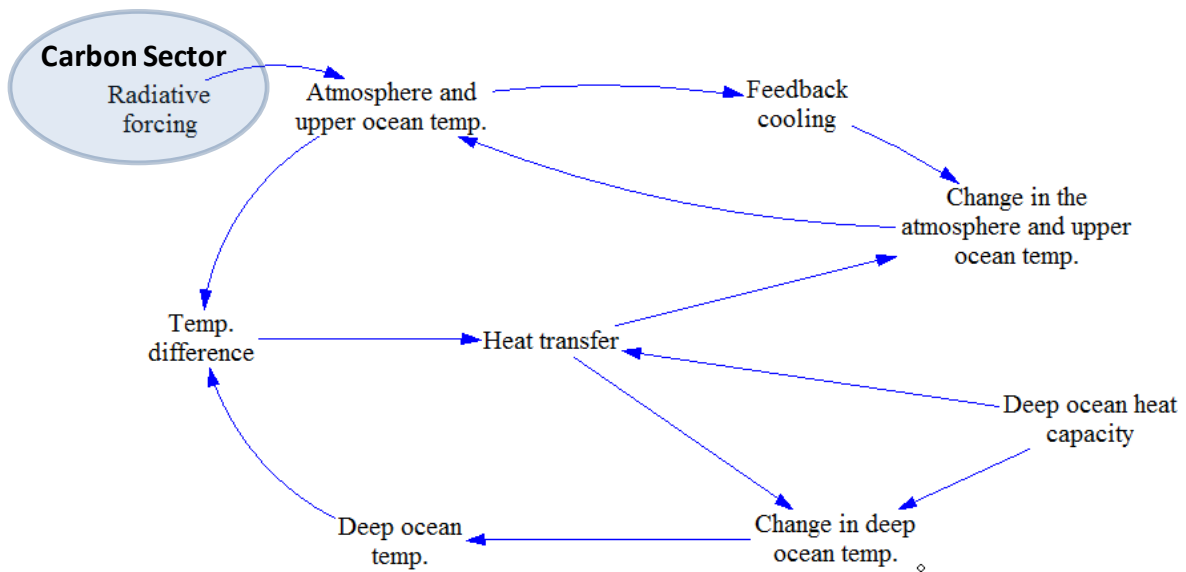 Carbon Sector
Radiative
forcing
Atmosphere and
upper ocean temp.
Feedback
cooling
Change in the
atmosphere and upper
ocean temp.
Temp.
difference
Heat transfer
Deep ocean heat
capacity
Deep ocean
temp.
Change in deep
ocean temp.